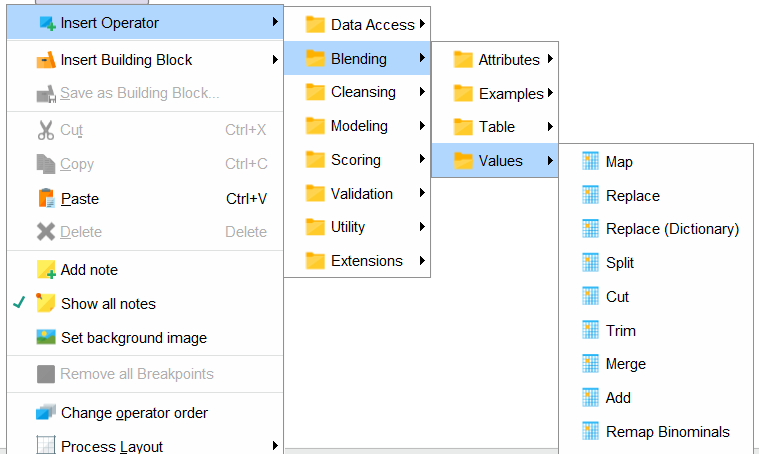 Insert Operator
Insert Building Block
Save as Building Block...
Cut Ctrl+X
Copy Ctrl+C
Paste Ctrl+V
Delete Delete
Add note
Show all notes
Set background image
Remove all Breakpoints
Change operator order
Process Layout
Data Access
Blending
Cleansing
Modeling
Scoring
Validation
Utility
Extensions
Attributes
Examples
Table
Values
Map
Replace
Replace (Dictionary)
Split
Cut
Trim
Merge
Add
Remap Binominals